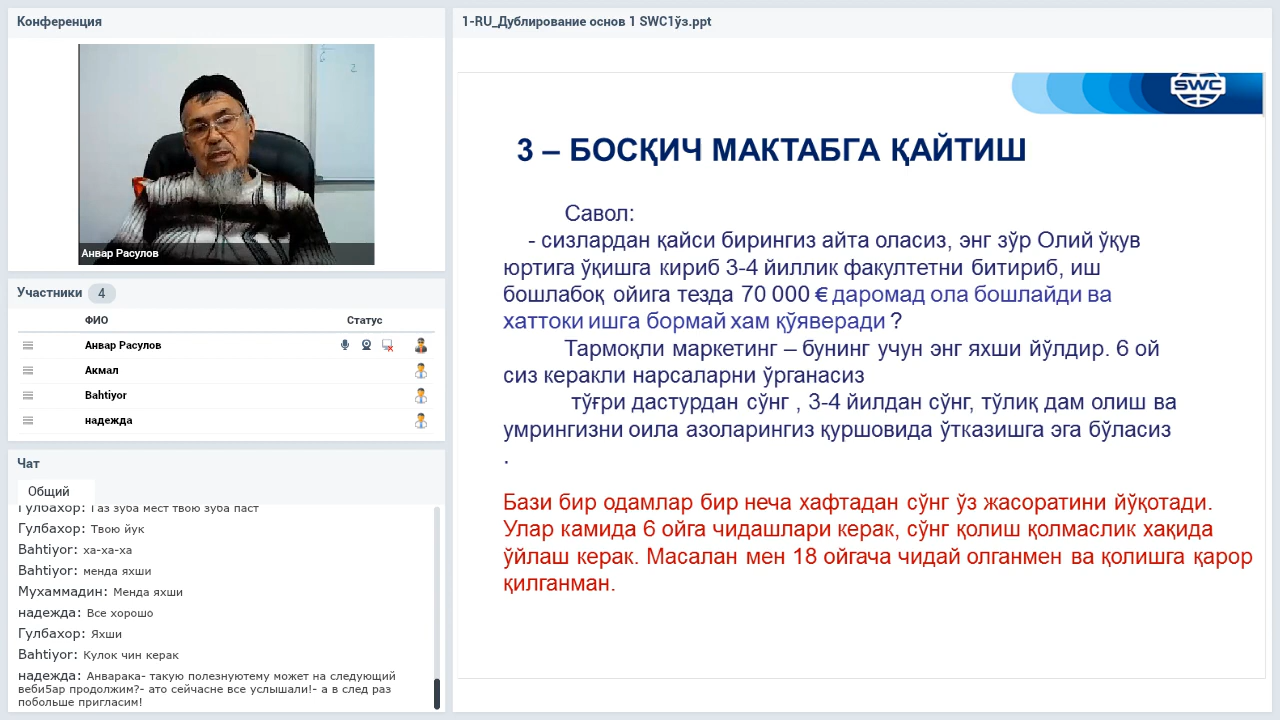 Конференция
6
2
Анвар Расулов
Участники 4
ФИО Статус
Анвар Расулов
Акмал
Bahtiyor
надежда
Чат
Общий
Гулбахор: Газ зуба мест твою зуба паст
Гулбахор: Твою йук
Bahtiyor: ха-ха-ха
Bahtiyor: менда яхши
Мухаммадин: Менда яхши
надежда: Все хорошо
Гулбахор: Яхши
Bahtiyor: Кулок чин керак
надежда: Анварака- такую полезнуютему может на следующий
веби5ар продолжим?- ато сейчасне все услышали!- а в след раз
побольше пригласим!
1-RU_Дублирование основ 1 SWC1ўз.ppt
SWC
3 – БОСҚИЧ МАКТАБГА ҚАЙТИШ
Савол:
- сизлардан қайси бирингиз айта оласиз, энг зўр Олий ўқув
юртига ўқишга кириб 3-4 йиллик факултетни битириб, иш
бошлабоқ ойига тезда 70 000 € даромад ола бошлайди ва
хаттоки ишга бормай хам қўяверади ?
Тармоқли маркетинг – бунинг учун энг яхши йўлдир. 6 ой
сиз керакли нарсаларни ўрганасиз
тўғри дастурдан сўнг , 3-4 йилдан сўнг, тўлиқ дам олиш ва
умрингизни оила азоларингиз қуршовида ўтказишга эга бўласиз
.
Бази бир одамлар бир неча хафтадан сўнг ўз жасоратини йўқотади.
Улар камида 6 ойга чидашлари керак, сўнг қолиш қолмаслик хақида
ўйлаш керак. Масалан мен 18 ойгача чидай олганмен ва қолишга қарор
қилганман.